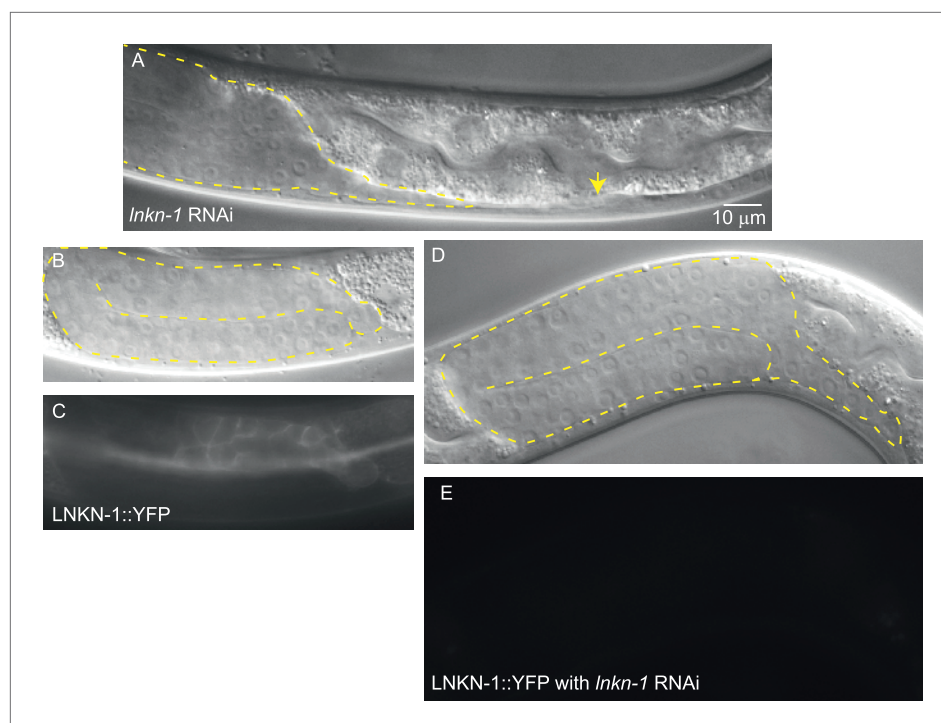 A
lnkn-1 RNAi
10 μm
B
D
C
LNKN-1::YFP
E
LNKN-1::YFP with lnkn-1 RNAi